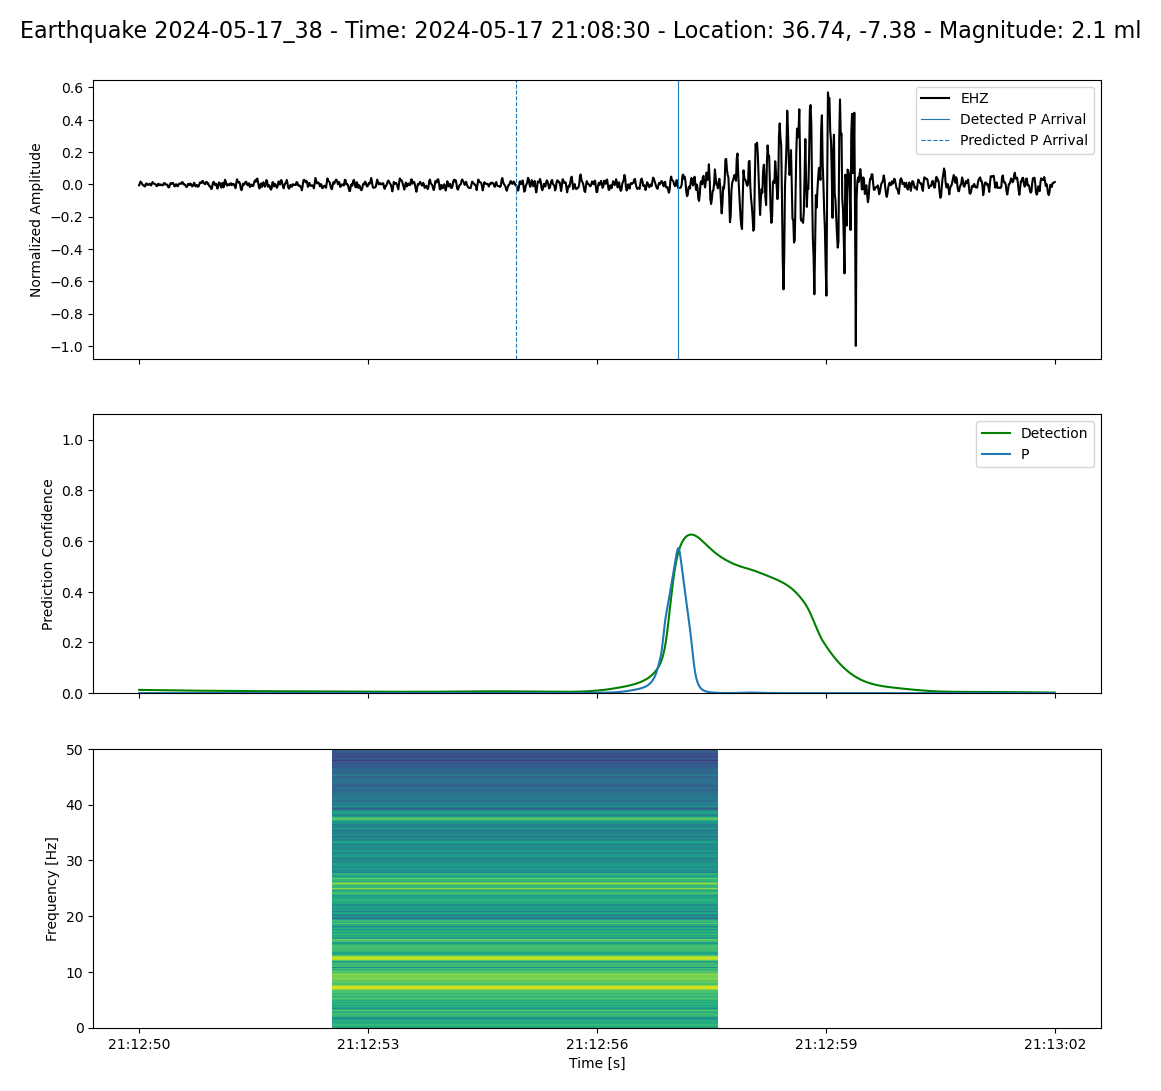 Earthquake 2024-05-17_38 - Time: 2024-05-17 21:08:30 - Location: 36.74, -7.38 - Magnitude: 2.1 ml
0.6
0.4
0.2
0.0
−0.2
−0.4
−0.6
−0.8
−1.0
Normalized Amplitude
EHZ
Detected P Arrival
Predicted P Arrival
1.0
0.8
0.6
0.4
0.2
0.0
Prediction Confidence
Detection
P
50
40
30
20
10
0
Frequency [Hz]
21:12:50
21:12:53
21:12:56
21:12:59
21:13:02
Time [s]